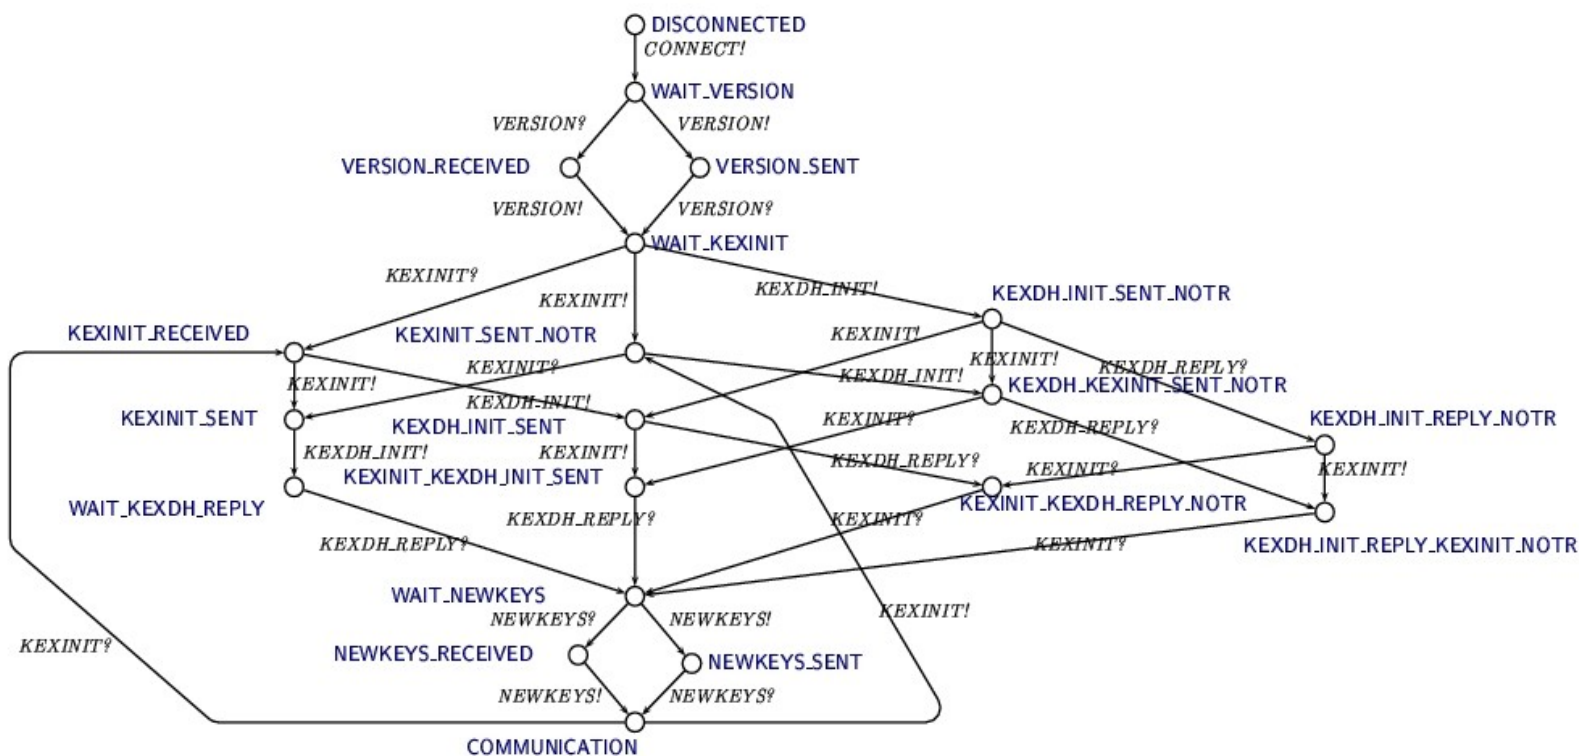 DISCONNECTED
CONNECT!
WAIT_VERSION
VERSION? VERSION!
VERSION_RECEIVED VERSION_SENT
VERSION! VERSION?
WAIT_KEXINIT
KEXINIT? KEXINIT! KEXDH_INIT!
KEXDH_INIT_SENT_NOTR
KEXINIT_RECEIVED KEXINIT_SENT_NOTR KEXINIT!
KEXINIT? KEXINIT! KEXDH_REPLY?
KEXINIT! KEXDH_INIT! KEXDH_KEXINIT_SENT_NOTR
KEXDH_INIT!
KEXINIT_SENT KEXDH_INIT_SENT KEXINIT? KEXDH_REPLY? KEXDH_INIT_REPLY_NOTR
KEXDH_INIT! KEXINIT! KEXDH_REPLY? KEXINIT? KEXINIT!
KEXINIT_KEXDH_INIT_SENT
WAIT_KEXDH_REPLY KEXDH_REPLY? KEXINIT? KEXINIT_KEXDH_REPLY_NOTR
KEXDH_REPLY? KEXINIT? KEXDH_INIT_REPLY_KEXINIT_NOTR
WAIT_NEWKEYS
NEWKEYS? NEWKEYS! KEXINIT!
KEXINIT? NEWKEYS_RECEIVED NEWKEYS_SENT
NEWKEYS! NEWKEYS?
COMMUNICATION